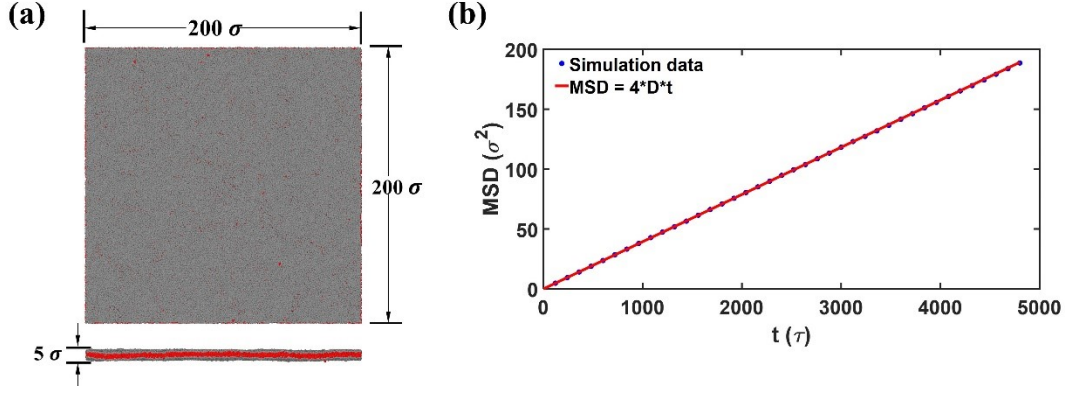 (a)
200 σ
200 σ
5 σ
(b)
MSD (σ²)
200
150
100
50
0
Simulation data
MSD = 4*D*t
0 1000 2000 3000 4000 5000
t (τ)